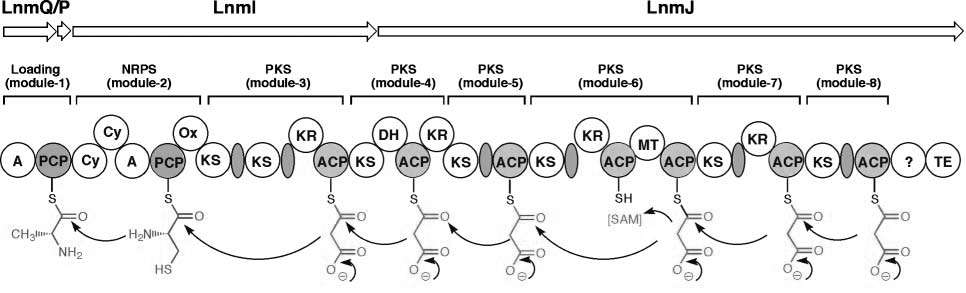 LnmQ/P LnmI LnmJ
Loading NRPS PKS PKS PKS PKS PKS PKS
(module-1) (module-2) (module-3) (module-4) (module-5) (module-6) (module-7) (module-8)
Cy Ox KR DH KR KR MT KR
A PCP Cy A PCP KS KS ACP KS ACP KS ACP KS ACP ACP KS ACP KS ACP ? TE
S S S S S SH S S S
O O O O O [SAM] O O O
CH3 H2N
NH2 O O O O O O
HS O⊖ O⊖ O⊖ O⊖ O⊖ O⊖